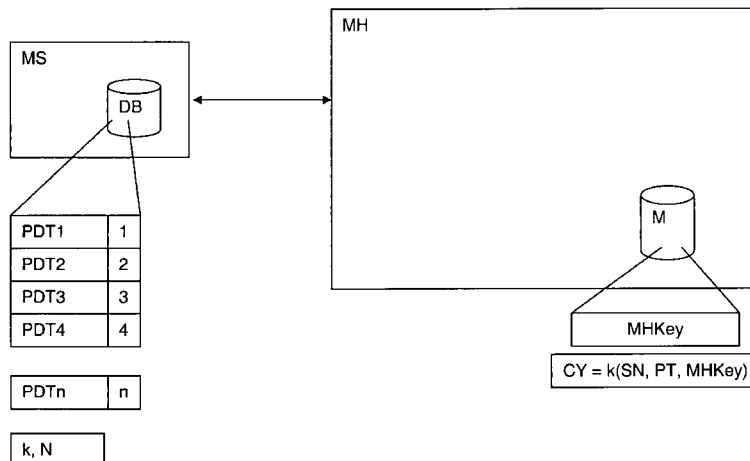 MS
DB
PDT1 1
PDT2 2
PDT3 3
PDT4 4
PDTn n
k, N
MH
M
MHKey
CY = k(SN, PT, MHKey)